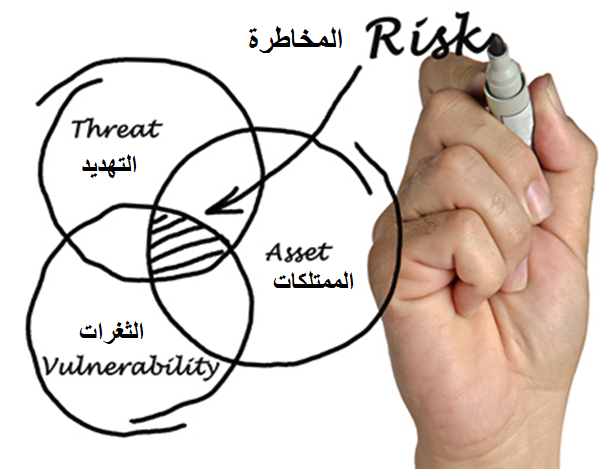 المخاطرة Risk
Threat
التهديد
Asset
الممتلكات
الثغرات
Vulnerability